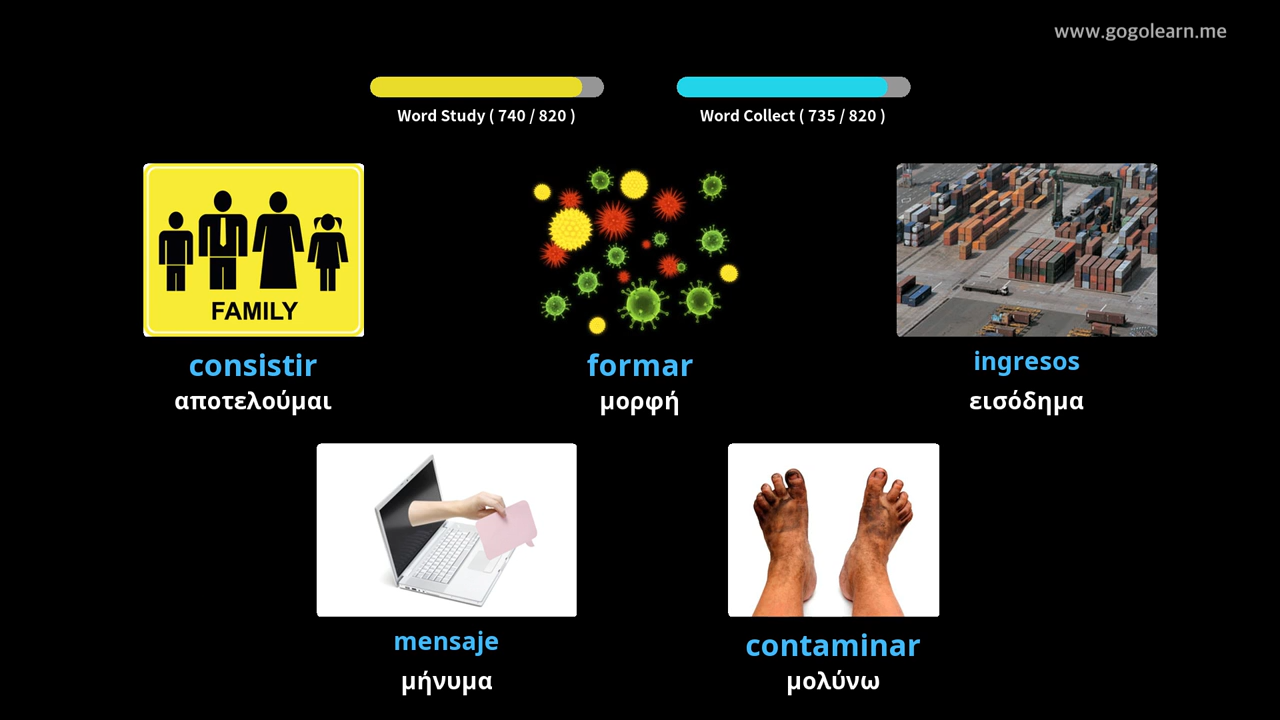 www.gogolearn.me
Word Study ( 740 / 820 )
Word Collect ( 735 / 820 )
FAMILY
consistir
αποτελούμαι
formar
μορφή
ingresos
εισόδημα
mensaje
μήνυμα
contaminar
μολύνω